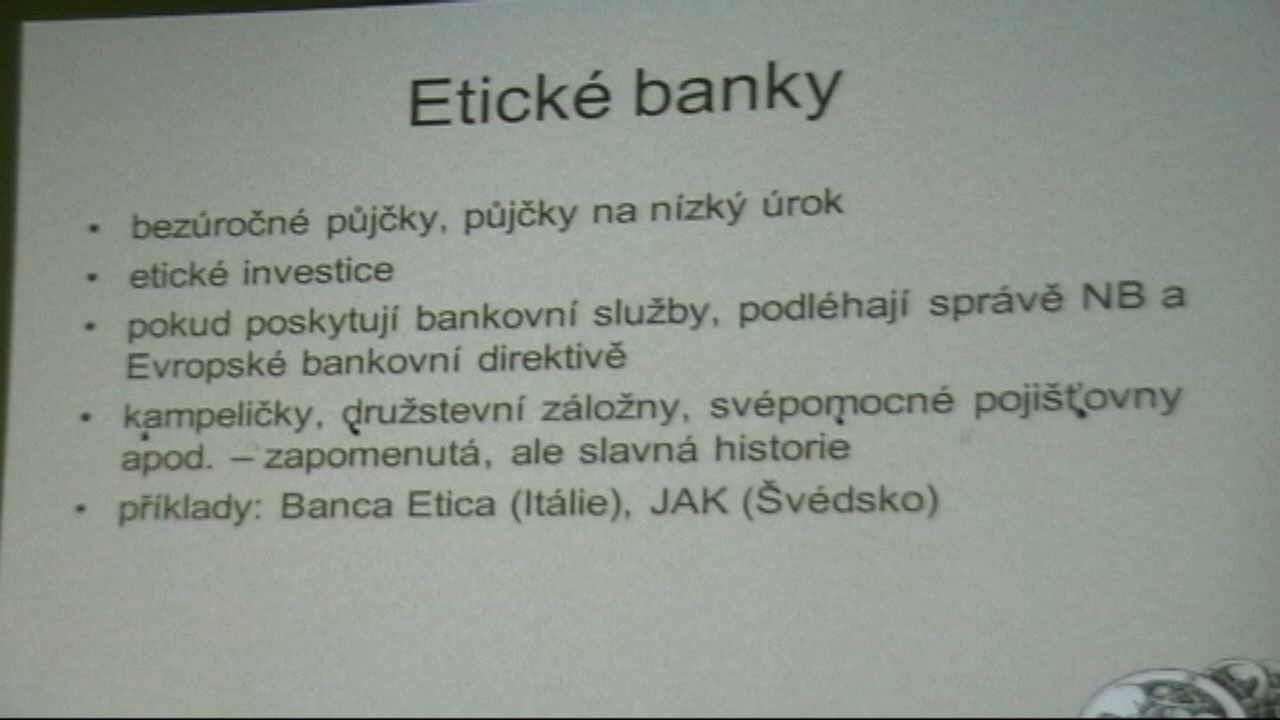 Etické banky
• bezúročné půjčky, půjčky na nízký úrok
• etické investice
• pokud poskytují bankovní služby, podléhají správě NB a
Evropské bankovní direktivě
• kampeličky, družstevní záložny, svépomocné pojišťovny
apod. – zapomenutá, ale slavná historie
• příklady: Banca Etica (Itálie), JAK (Švédsko)